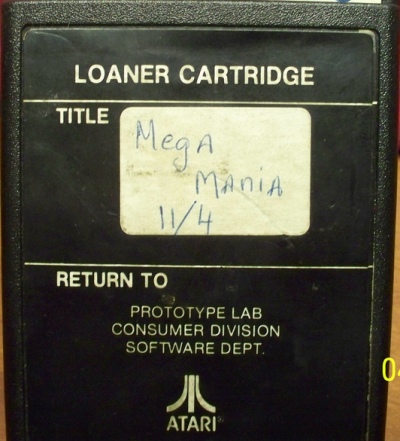 LOANER CARTRIDGE
TITLE
Mega
Mania
11/4
RETURN TO
PROTOTYPE LAB
CONSUMER DIVISION
SOFTWARE DEPT.
ATARI®